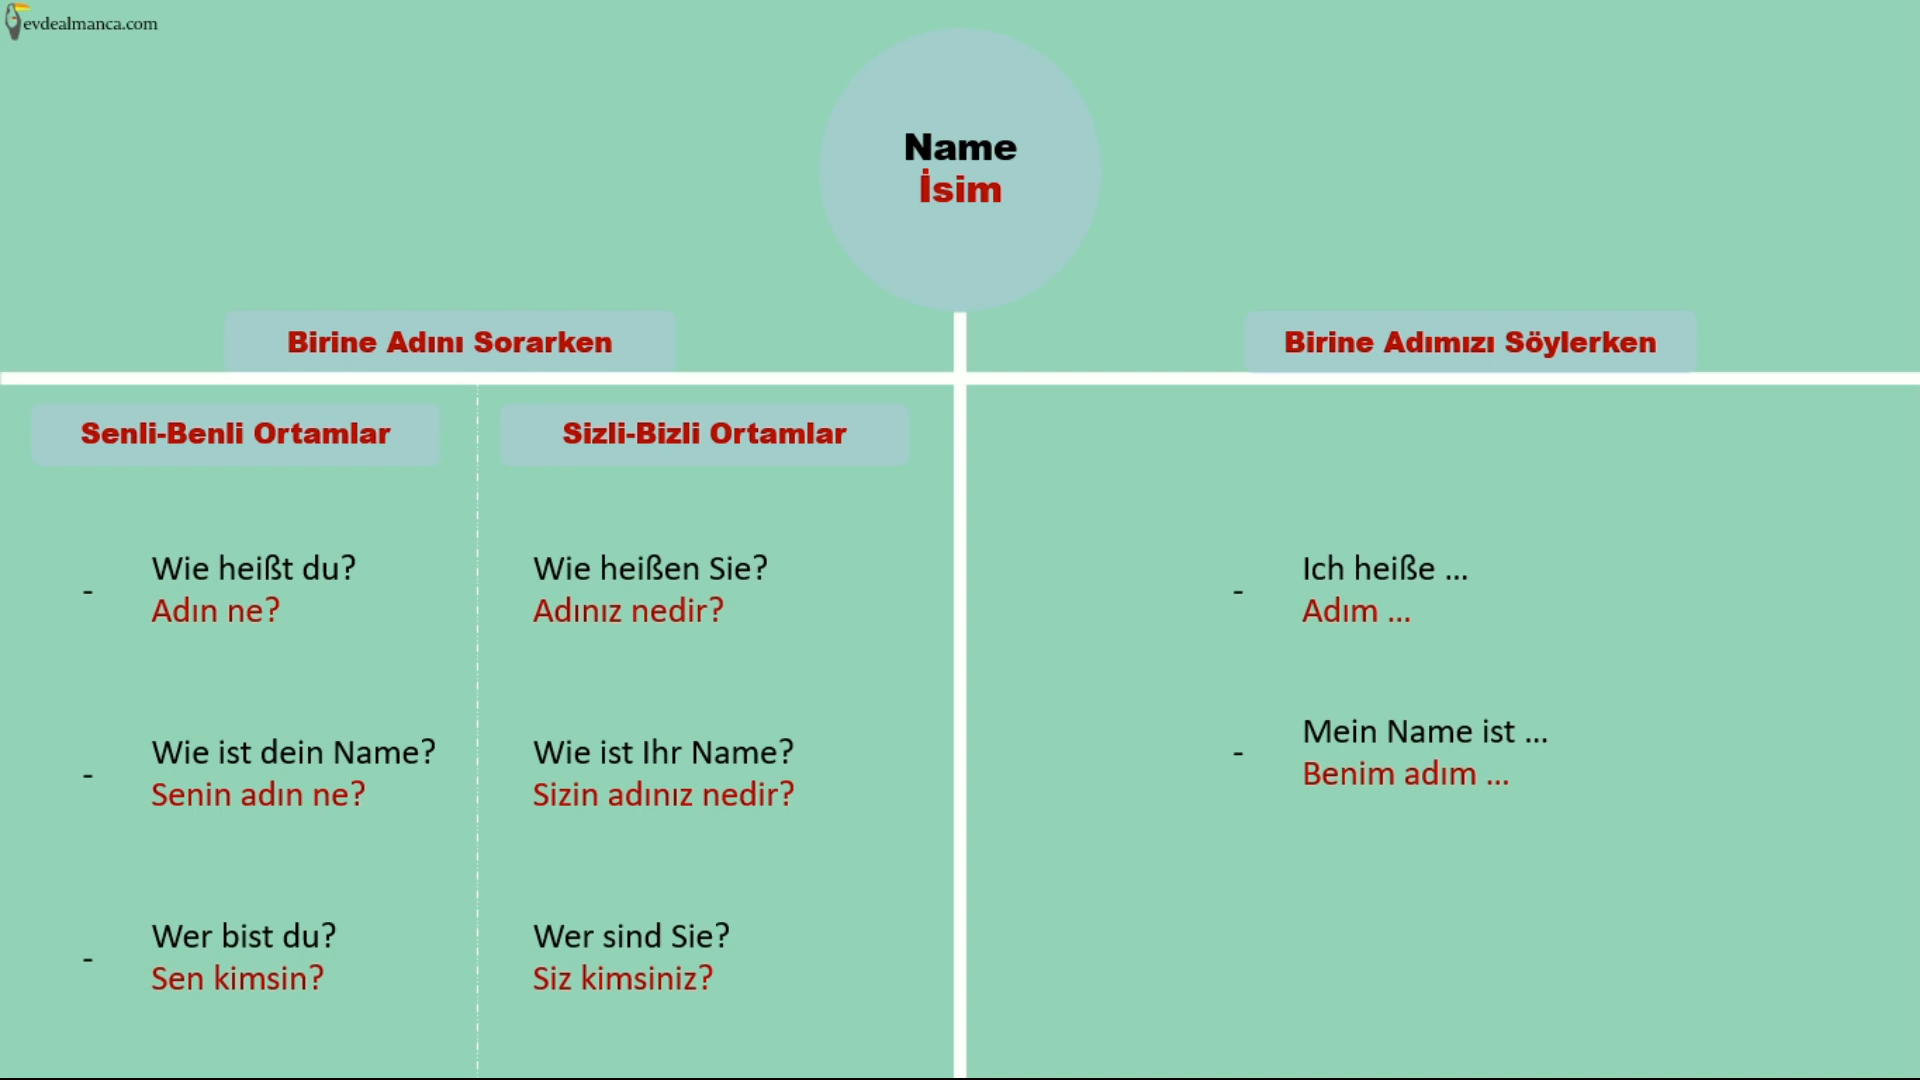 evdealmanca.com
Name
İsim
Birine Adını Sorarken
Birine Adımızı Söylerken
Senli-Benli Ortamlar
Sizli-Bizli Ortamlar
- Wie heißt du?
Adın ne?
Wie heißen Sie?
Adınız nedir?
- Wie ist dein Name?
Senin adın ne?
Wie ist Ihr Name?
Sizin adınız nedir?
- Wer bist du?
Sen kimsin?
Wer sind Sie?
Siz kimsiniz?
- Ich heiße ...
Adım ...
- Mein Name ist ...
Benim adım ...